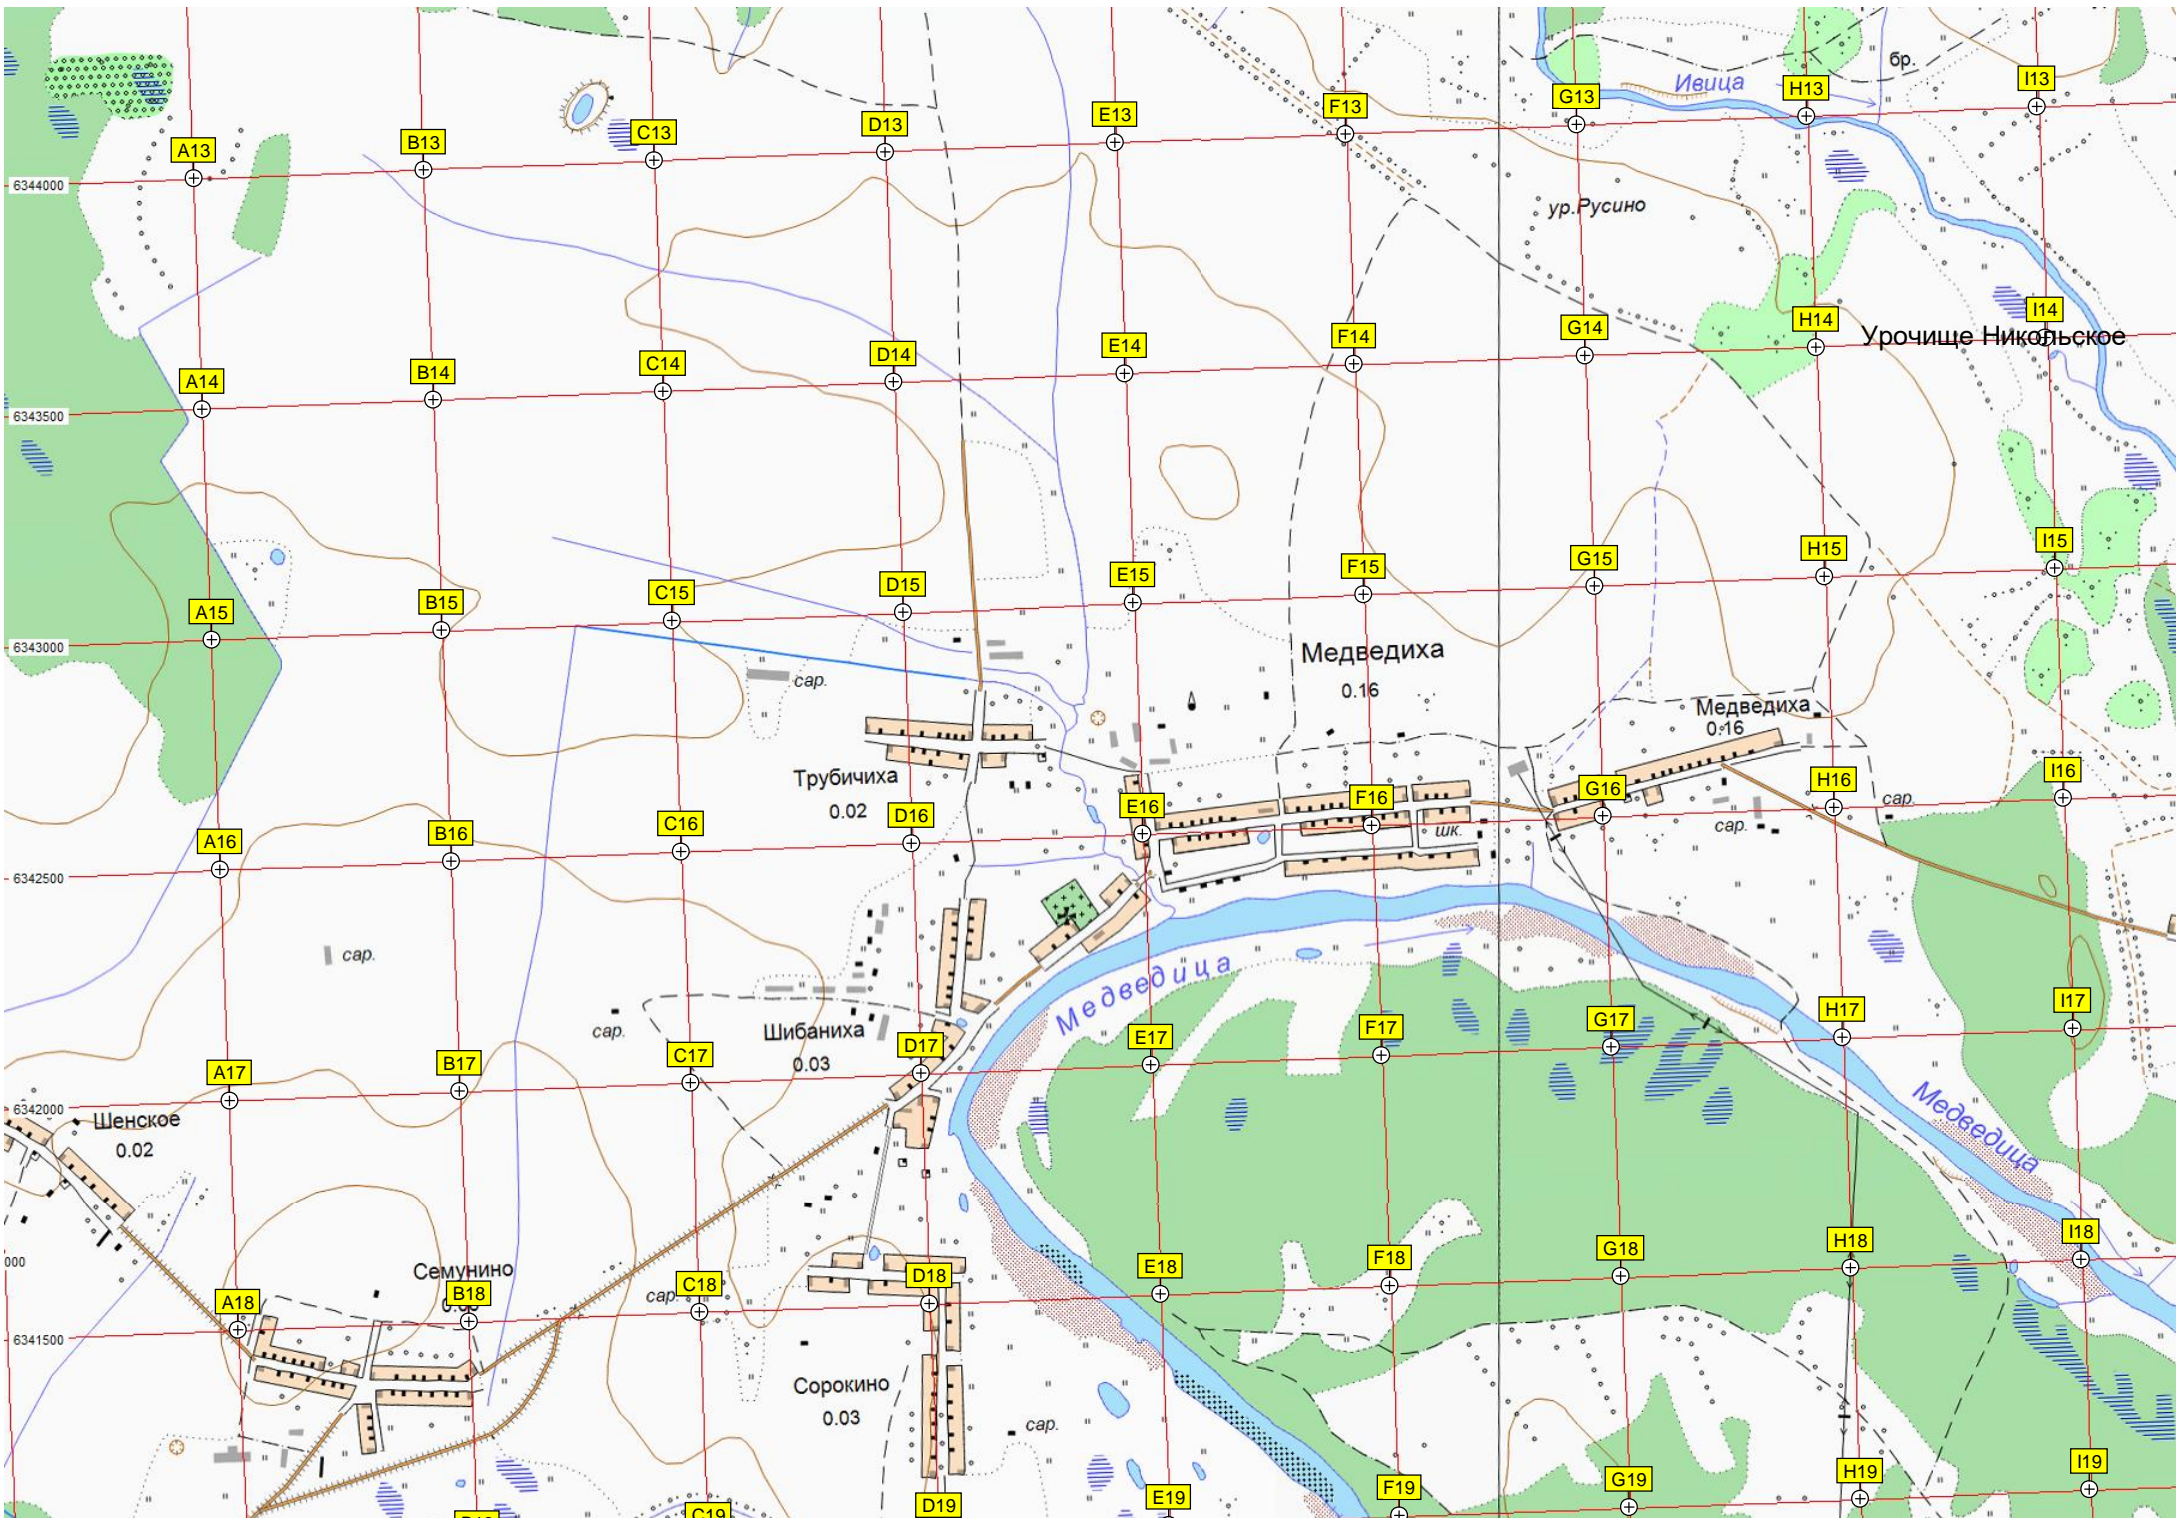 бр.
Ивица
I13
H13
G13
F13
E13
D13
C13
B13
A13
6344000
ур.Русино
I14
H14
Урочище Никольское
G14
F14
E14
D14
C14
B14
A14
6343500
I15
H15
G15
F15
E15
D15
C15
B15
A15
6343000
Медведиха
0.16
сар.
Медведиха
0.16
Трубичиха
0.02
I16
H16
G16
F16
E16
D16
C16
B16
A16
сар.
сар.
шк.
6342500
сар.
Медведица
I17
H17
G17
F17
E17
D17
C17
B17
A17
сар.
Шибаниха
0.03
6342000
Шенское
0.02
Медведица
I18
H18
G18
F18
E18
D18
C18
B18
A18
000
Семунино
сар.
6341500
Сорокино
0.03
сар.
I19
H19
G19
F19
E19
D19
C19